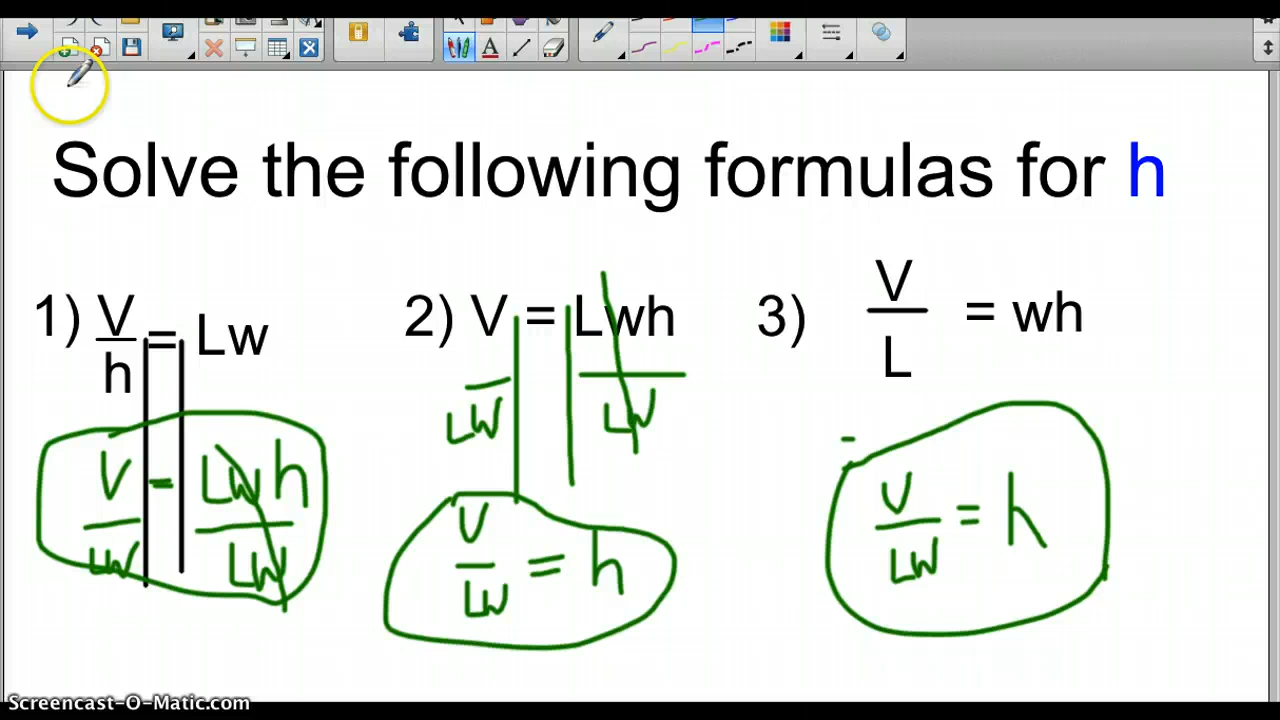 Solve the following formulas for h
1) V/h = Lw
2) V = Lwh
3) V/L = wh
V/LW = LWh/LW
LW LW
V/LW = h
V/LW = h
Screencast-O-Matic.com